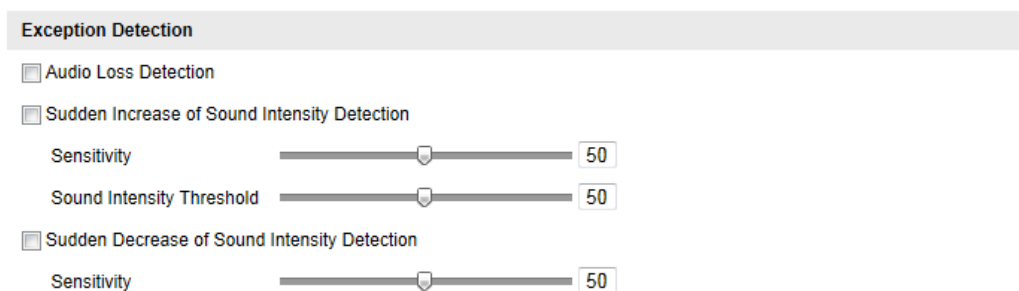 Exception Detection
Audio Loss Detection
Sudden Increase of Sound Intensity Detection
Sensitivity 50
Sound Intensity Threshold 50
Sudden Decrease of Sound Intensity Detection
Sensitivity 50